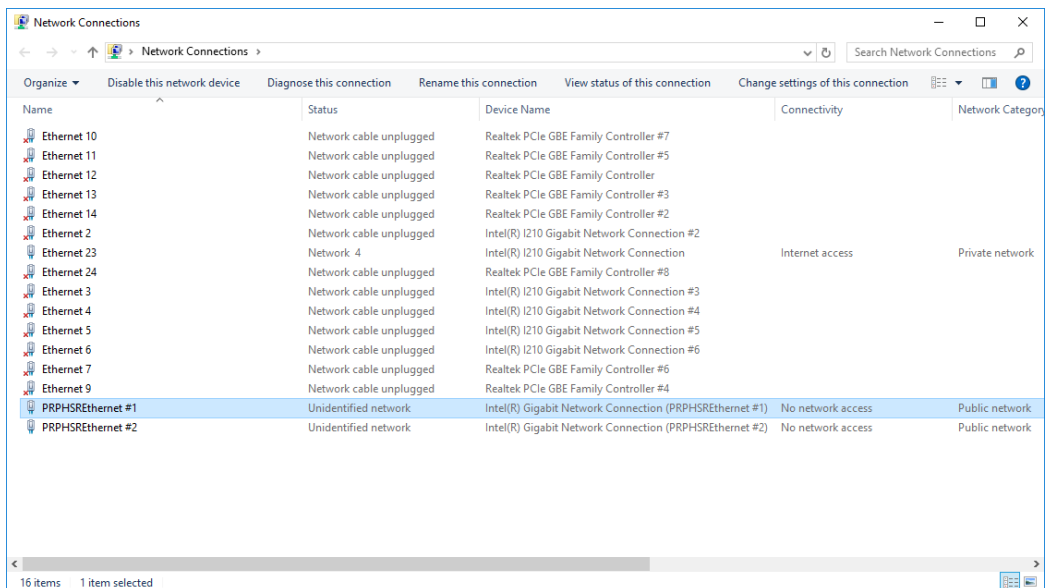 Network Connections
Network Connections
Search Network Connections
Organize Disable this network device Diagnose this connection Rename this connection View status of this connection Change settings of this connection
Name Status Device Name Connectivity Network Category
Ethernet 10 Network cable unplugged Realtek PCIe GBE Family Controller #7
Ethernet 11 Network cable unplugged Realtek PCIe GBE Family Controller #5
Ethernet 12 Network cable unplugged Realtek PCIe GBE Family Controller
Ethernet 13 Network cable unplugged Realtek PCIe GBE Family Controller #3
Ethernet 14 Network cable unplugged Realtek PCIe GBE Family Controller #2
Ethernet 2 Network cable unplugged Intel(R) I210 Gigabit Network Connection #2
Ethernet 23 Network 4 Intel(R) I210 Gigabit Network Connection Internet access Private network
Ethernet 24 Network cable unplugged Realtek PCIe GBE Family Controller #8
Ethernet 3 Network cable unplugged Intel(R) I210 Gigabit Network Connection #3
Ethernet 4 Network cable unplugged Intel(R) I210 Gigabit Network Connection #4
Ethernet 5 Network cable unplugged Intel(R) I210 Gigabit Network Connection #5
Ethernet 6 Network cable unplugged Intel(R) I210 Gigabit Network Connection #6
Ethernet 7 Network cable unplugged Realtek PCIe GBE Family Controller #6
Ethernet 9 Network cable unplugged Realtek PCIe GBE Family Controller #4
PRPHSREthernet #1 Unidentified network Intel(R) Gigabit Network Connection (PRPHSREthernet #1) No network access Public network
PRPHSREthernet #2 Unidentified network Intel(R) Gigabit Network Connection (PRPHSREthernet #2) No network access Public network
16 items 1 item selected